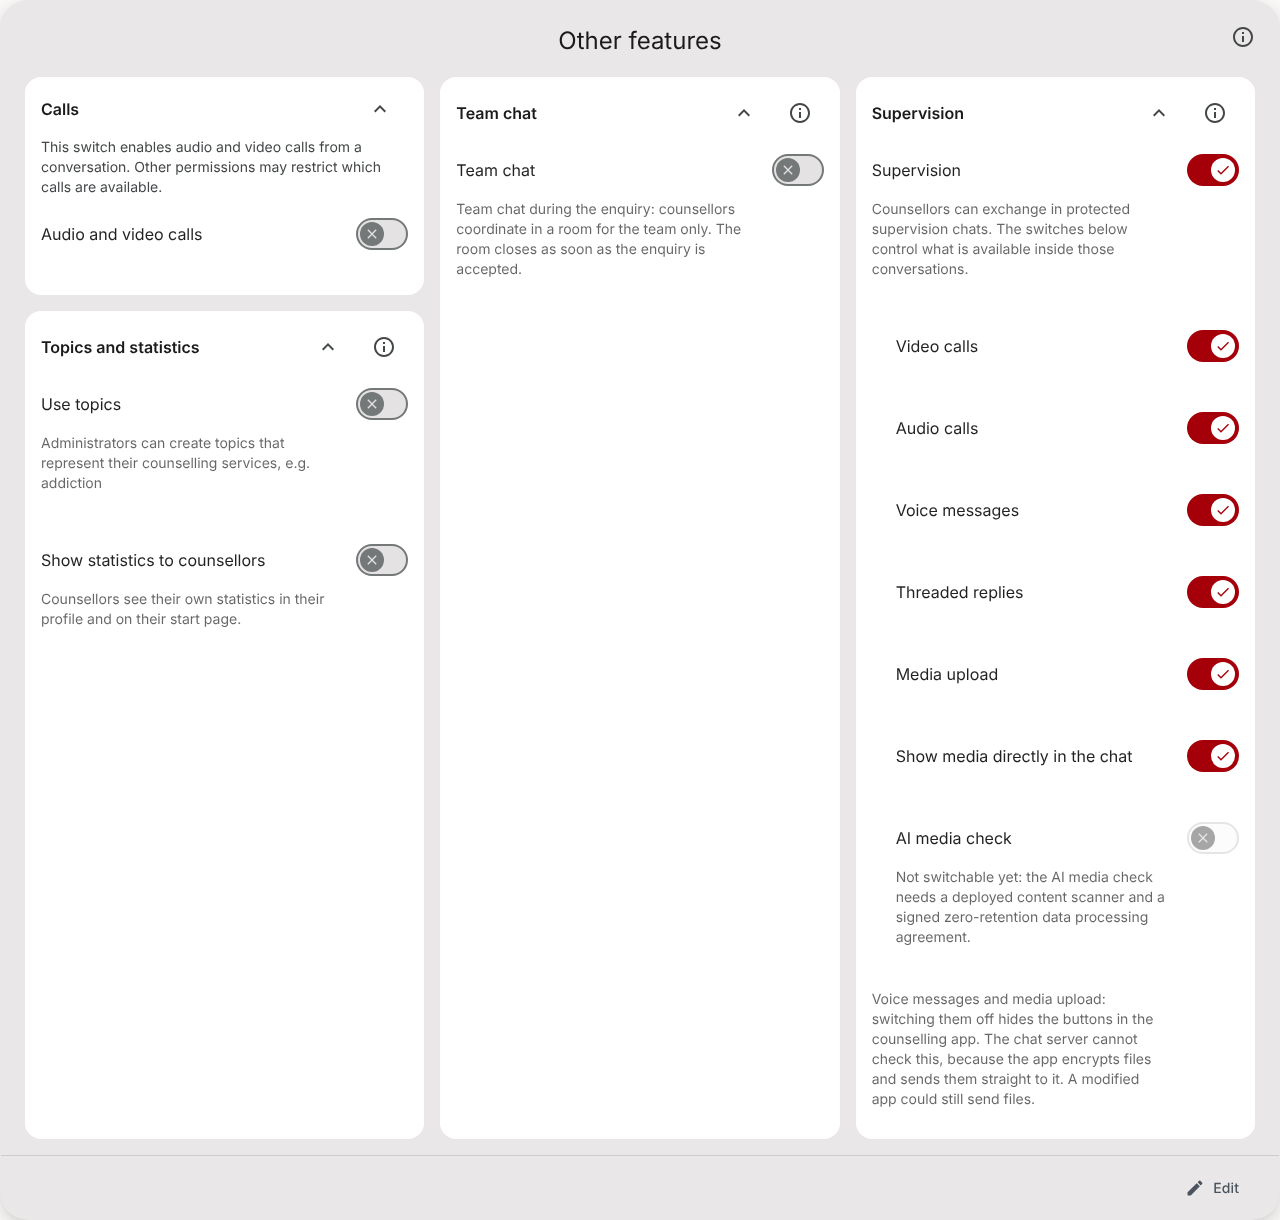 Other features
Calls
This switch enables audio and video calls from a
conversation. Other permissions may restrict which
calls are available.
Audio and video calls
Topics and statistics
Use topics
Administrators can create topics that
represent their counselling services, e.g.
addiction
Show statistics to counsellors
Counsellors see their own statistics in their
profile and on their start page.
Team chat
Team chat
Team chat during the enquiry: counsellors
coordinate in a room for the team only. The
room closes as soon as the enquiry is
accepted.
Supervision
Supervision
Counsellors can exchange in protected
supervision chats. The switches below
control what is available inside those
conversations.
Video calls
Audio calls
Voice messages
Threaded replies
Media upload
Show media directly in the chat
AI media check
Not switchable yet: the AI media check
needs a deployed content scanner and a
signed zero-retention data processing
agreement.
Voice messages and media upload:
switching them off hides the buttons in the
counselling app. The chat server cannot
check this, because the app encrypts files
and sends them straight to it. A modified
app could still send files.
Edit